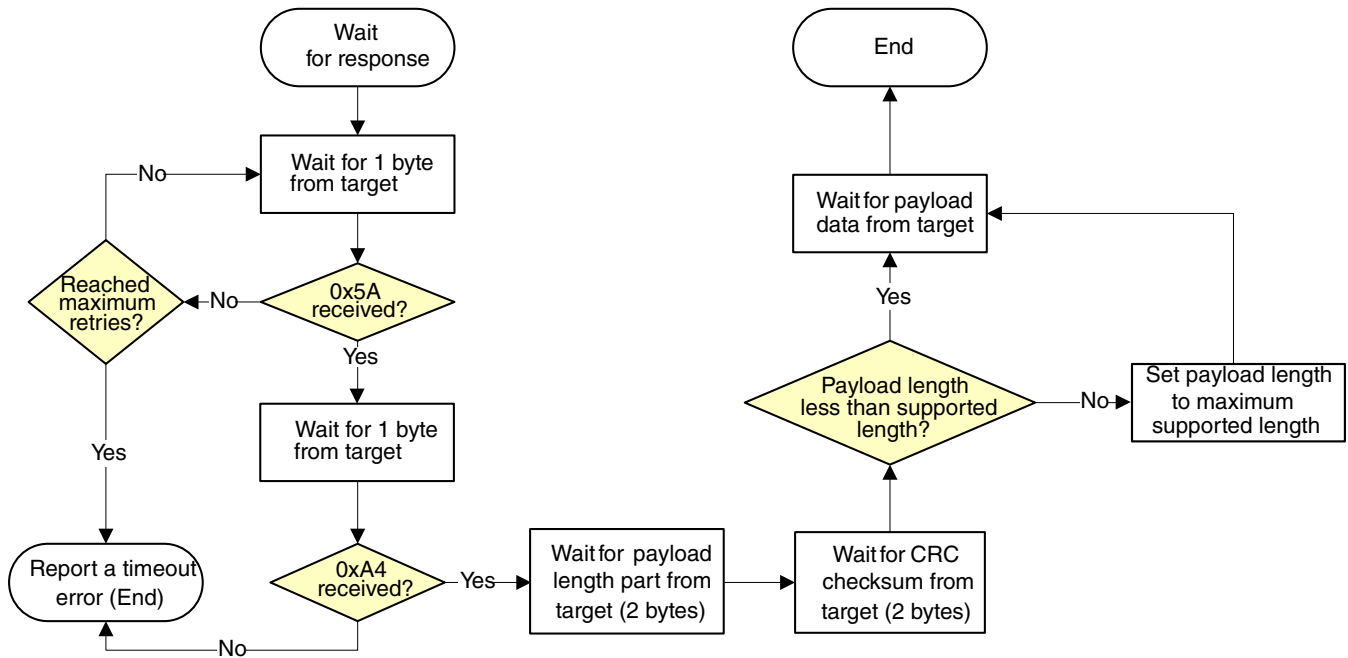 Wait
for response
End
Wait for 1 byte
from target
No
Wait for payload
data from target
Reached
maximum
retries?
No
0x5A
received?
Yes
Yes
Payload length
less than supported
length?
No
Set payload length
to maximum
supported length
Wait for 1 byte
from target
Yes
Report a timeout
error (End)
0xA4
received?
Yes
Wait for payload
length part from
target (2 bytes)
Wait for CRC
checksum from
target (2 bytes)
No